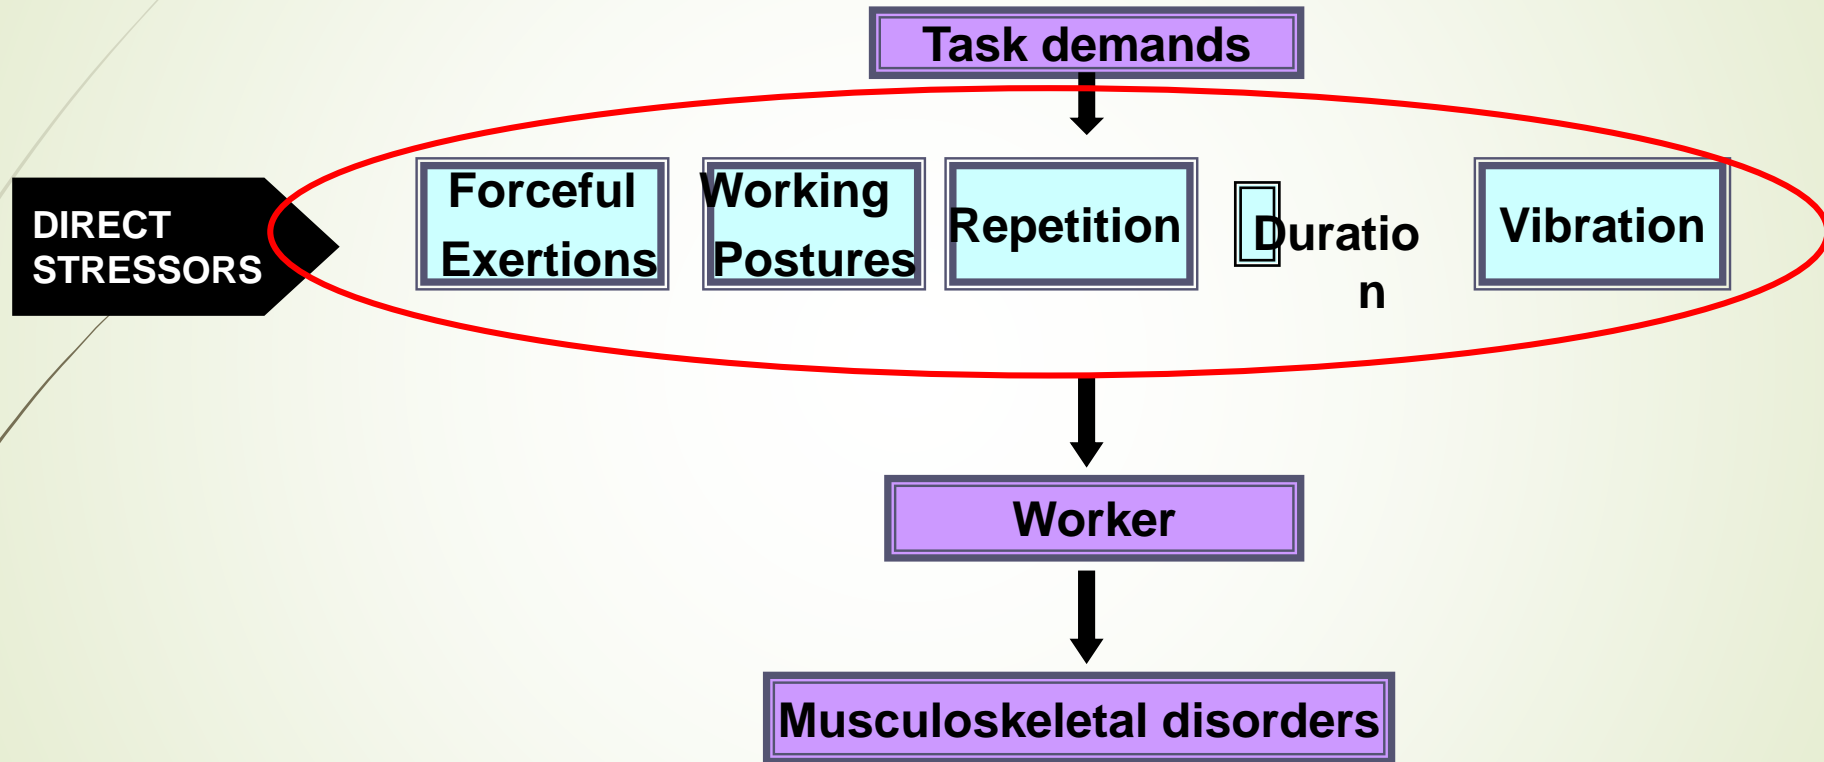 Task demands
DIRECT
STRESSORS
Forceful
Exertions
Working
Postures
Repetition
Duratio
n
Vibration
Worker
Musculoskeletal disorders